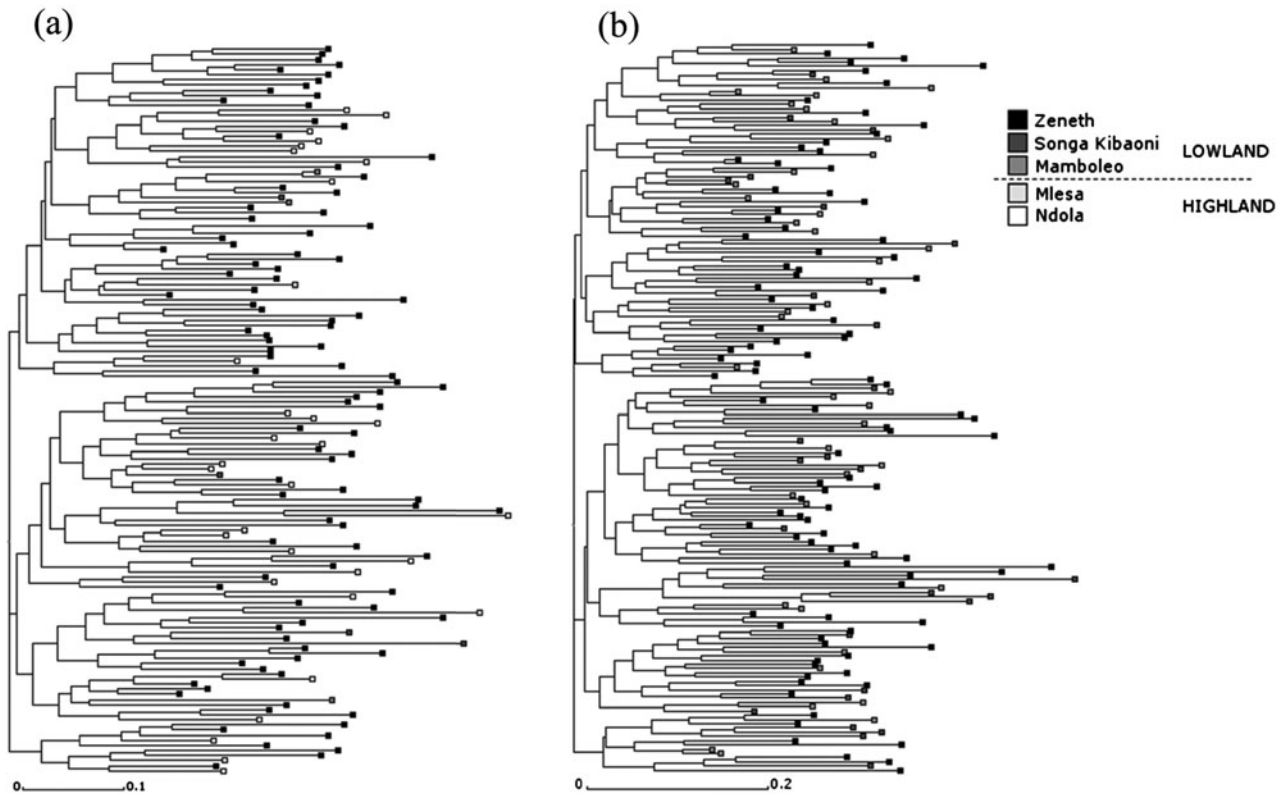 (a)
(b)
Zeneth
Songa Kibaoni
Mamboleo
LOWLAND
Mlesa
Ndola
HIGHLAND
0 0.1
0 0.2